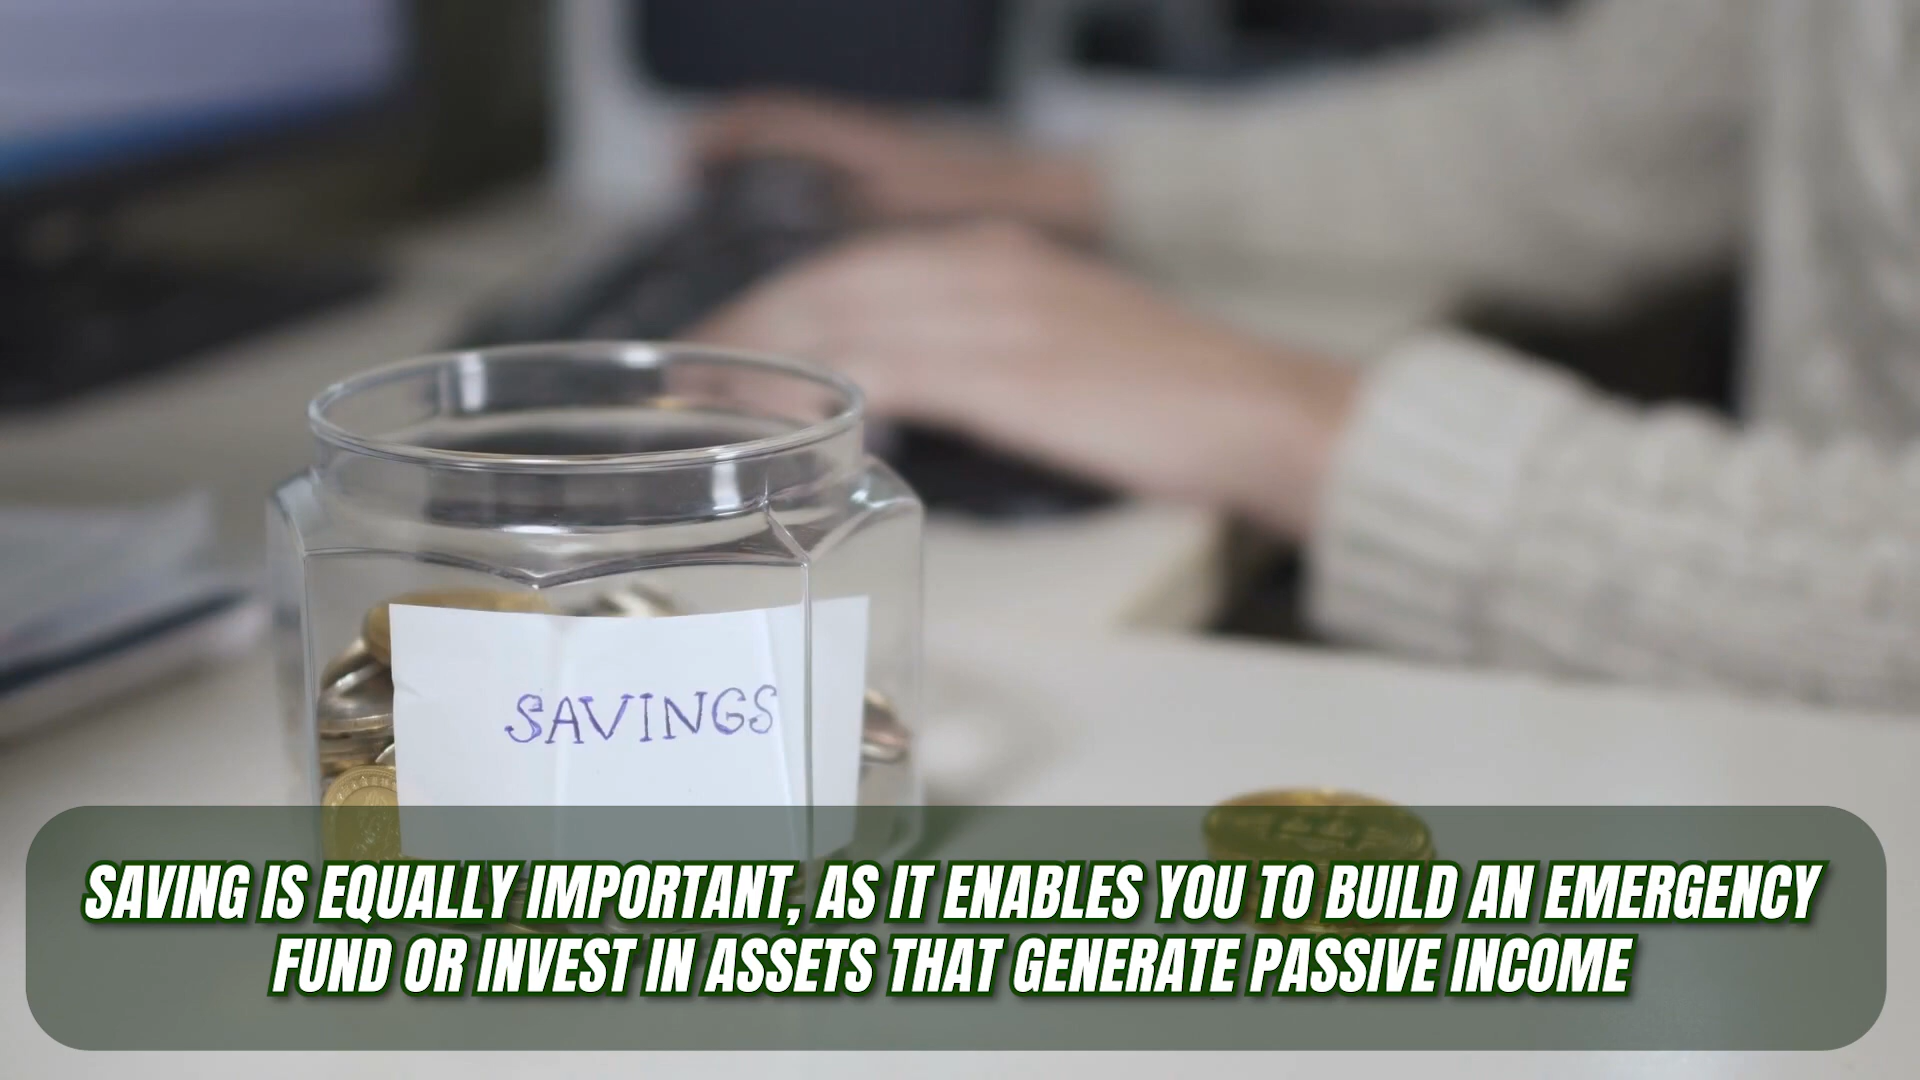 SAVINGS
SAVING IS EQUALLY IMPORTANT, AS IT ENABLES YOU TO BUILD AN EMERGENCY
FUND OR INVEST IN ASSETS THAT GENERATE PASSIVE INCOME